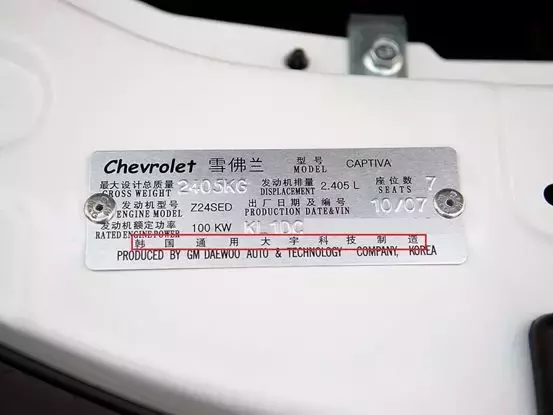 Chevrolet 雪佛兰 型号 MODEL CAPTIVA
最大设计总质量 GROSS WEIGHT 2405KG 发动机排量 DISPLACEMENT 2.405 L 座位数 SEATS 7
发动机型号 ENGINE MODEL Z24SED 出厂日期及编号 PRODUCTION DATE&VIN 10/07
发动机额定功率 RATED ENGINE POWER 100 KW KL1DC
韩国通用大宇科技制造
PRODUCED BY GM DAEWOO AUTO & TECHNOLOGY COMPANY, KOREA